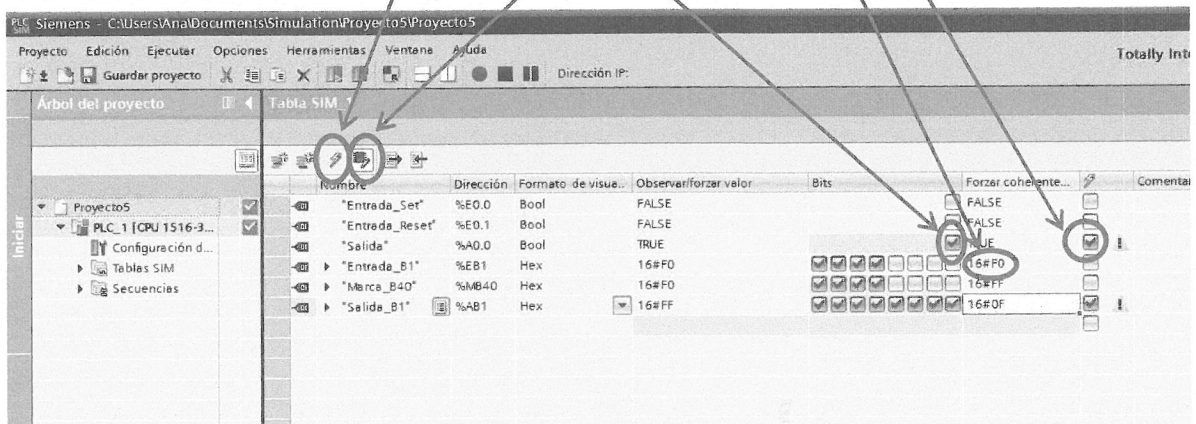 PLC SIM Siemens - C:\Users\Ana\Documents\Simulation\Proyecto5\Proyecto5
Proyecto Edición Ejecutar Opciones Herramientas Ventana Ayuda
Totally Inte
Guardar proyecto Dirección IP:
Árbol del proyecto Tabla SIM_1
Iniciar
Nombre Dirección Formato de visua.. Observar/forzar valor Bits Forzar coherente... Comentar
"Entrada_Set" %E0.0 Bool FALSE FALSE
Proyecto5 "Entrada_Reset" %E0.1 Bool FALSE FALSE
PLC_1 [CPU 1516-3... "Salida" %A0.0 Bool TRUE TRUE
Configuración d... "Entrada_B1" %EB1 Hex 16#F0 16#F0
Tablas SIM "Marca_B40" %MB40 Hex 16#F0 16#FF
Secuencias "Salida_B1" %AB1 Hex 16#FF 16#0F